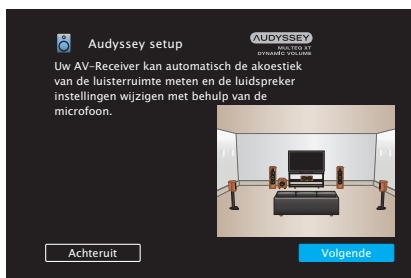 Audyssey setup
AUDYSSEY
MULTEQ XT
DYNAMIC VOLUME
Uw AV-Receiver kan automatisch de akoestiek
van de luisterruimte meten en de luidspreker
instellingen wijzigen met behulp van de
microfoon.
Achteruit
Volgende